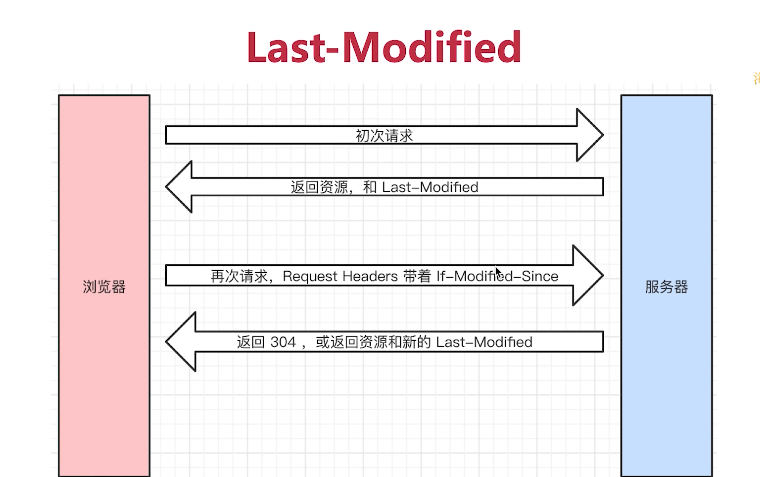 Last-Modified
初次请求
返回资源，和 Last-Modified
浏览器
再次请求，Request Headers 带着 If-Modified-Since
服务器
返回 304 ，或返回资源和新的 Last-Modified